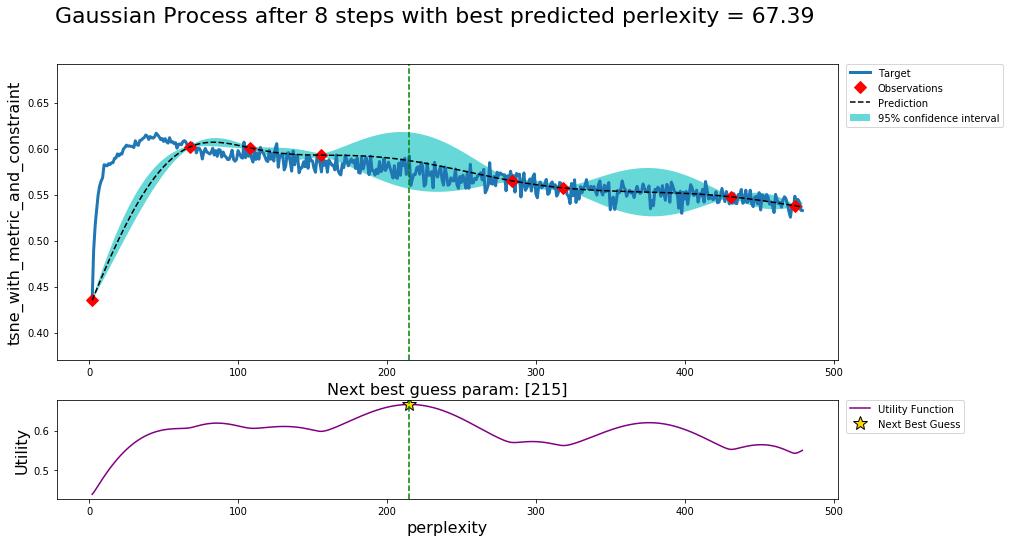 Gaussian Process after 8 steps with best predicted perlexity = 67.39
tsne_with_metric_and_constraint
0.65
0.60
0.55
0.50
0.45
0.40
0 100 200 300 400 500
Target
Observations
Prediction
95% confidence interval
Next best guess param: [215]
Utility
0.6
0.5
0 100 200 300 400 500
perplexity
Utility Function
Next Best Guess